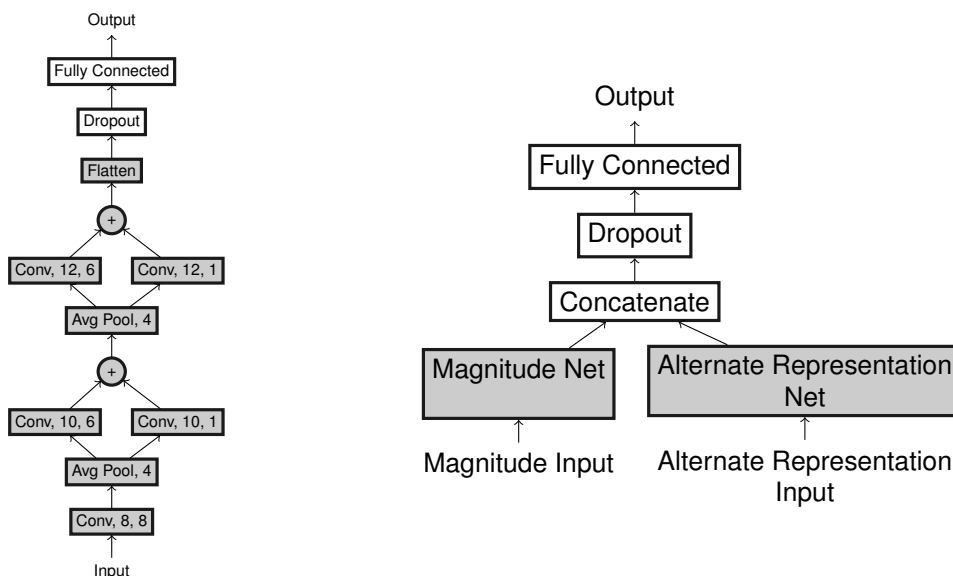 Output
Fully Connected
Dropout
Flatten
+
Conv, 12, 6
Conv, 12, 1
Avg Pool, 4
+
Conv, 10, 6
Conv, 10, 1
Avg Pool, 4
Conv, 8, 8
Input
Output
Fully Connected
Dropout
Concatenate
Magnitude Net
Alternate Representation
Net
Magnitude Input
Alternate Representation
Input